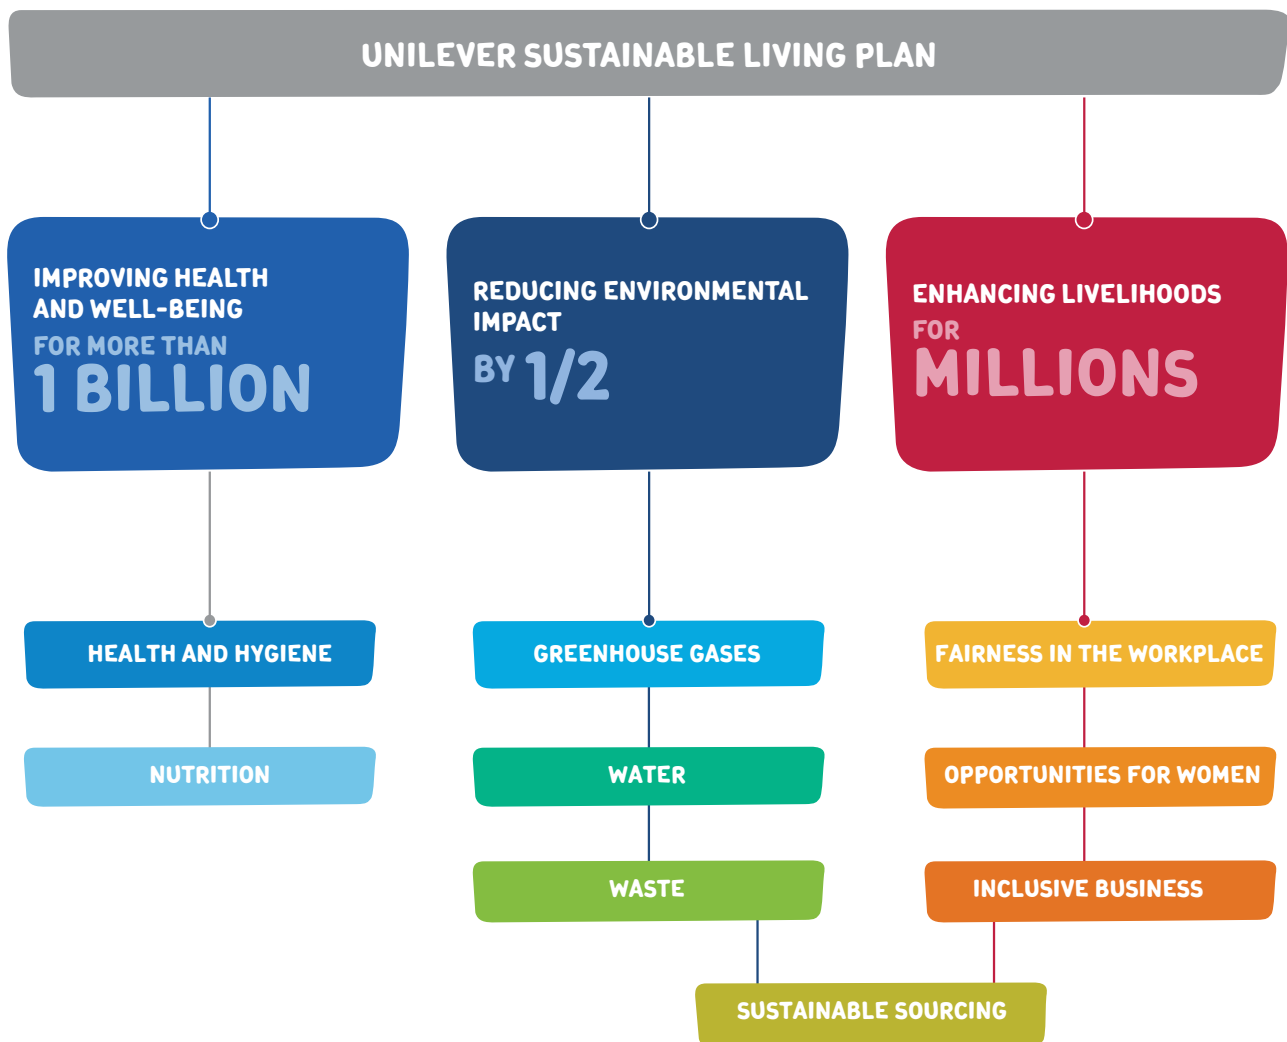 UNILEVER SUSTAINABLE LIVING PLAN
IMPROVING HEALTH
AND WELL-BEING
FOR MORE THAN
1 BILLION
REDUCING ENVIRONMENTAL
IMPACT
BY 1/2
ENHANCING LIVELIHOODS
FOR
MILLIONS
HEALTH AND HYGIENE
NUTRITION
GREENHOUSE GASES
WATER
WASTE
FAIRNESS IN THE WORKPLACE
OPPORTUNITIES FOR WOMEN
INCLUSIVE BUSINESS
SUSTAINABLE SOURCING